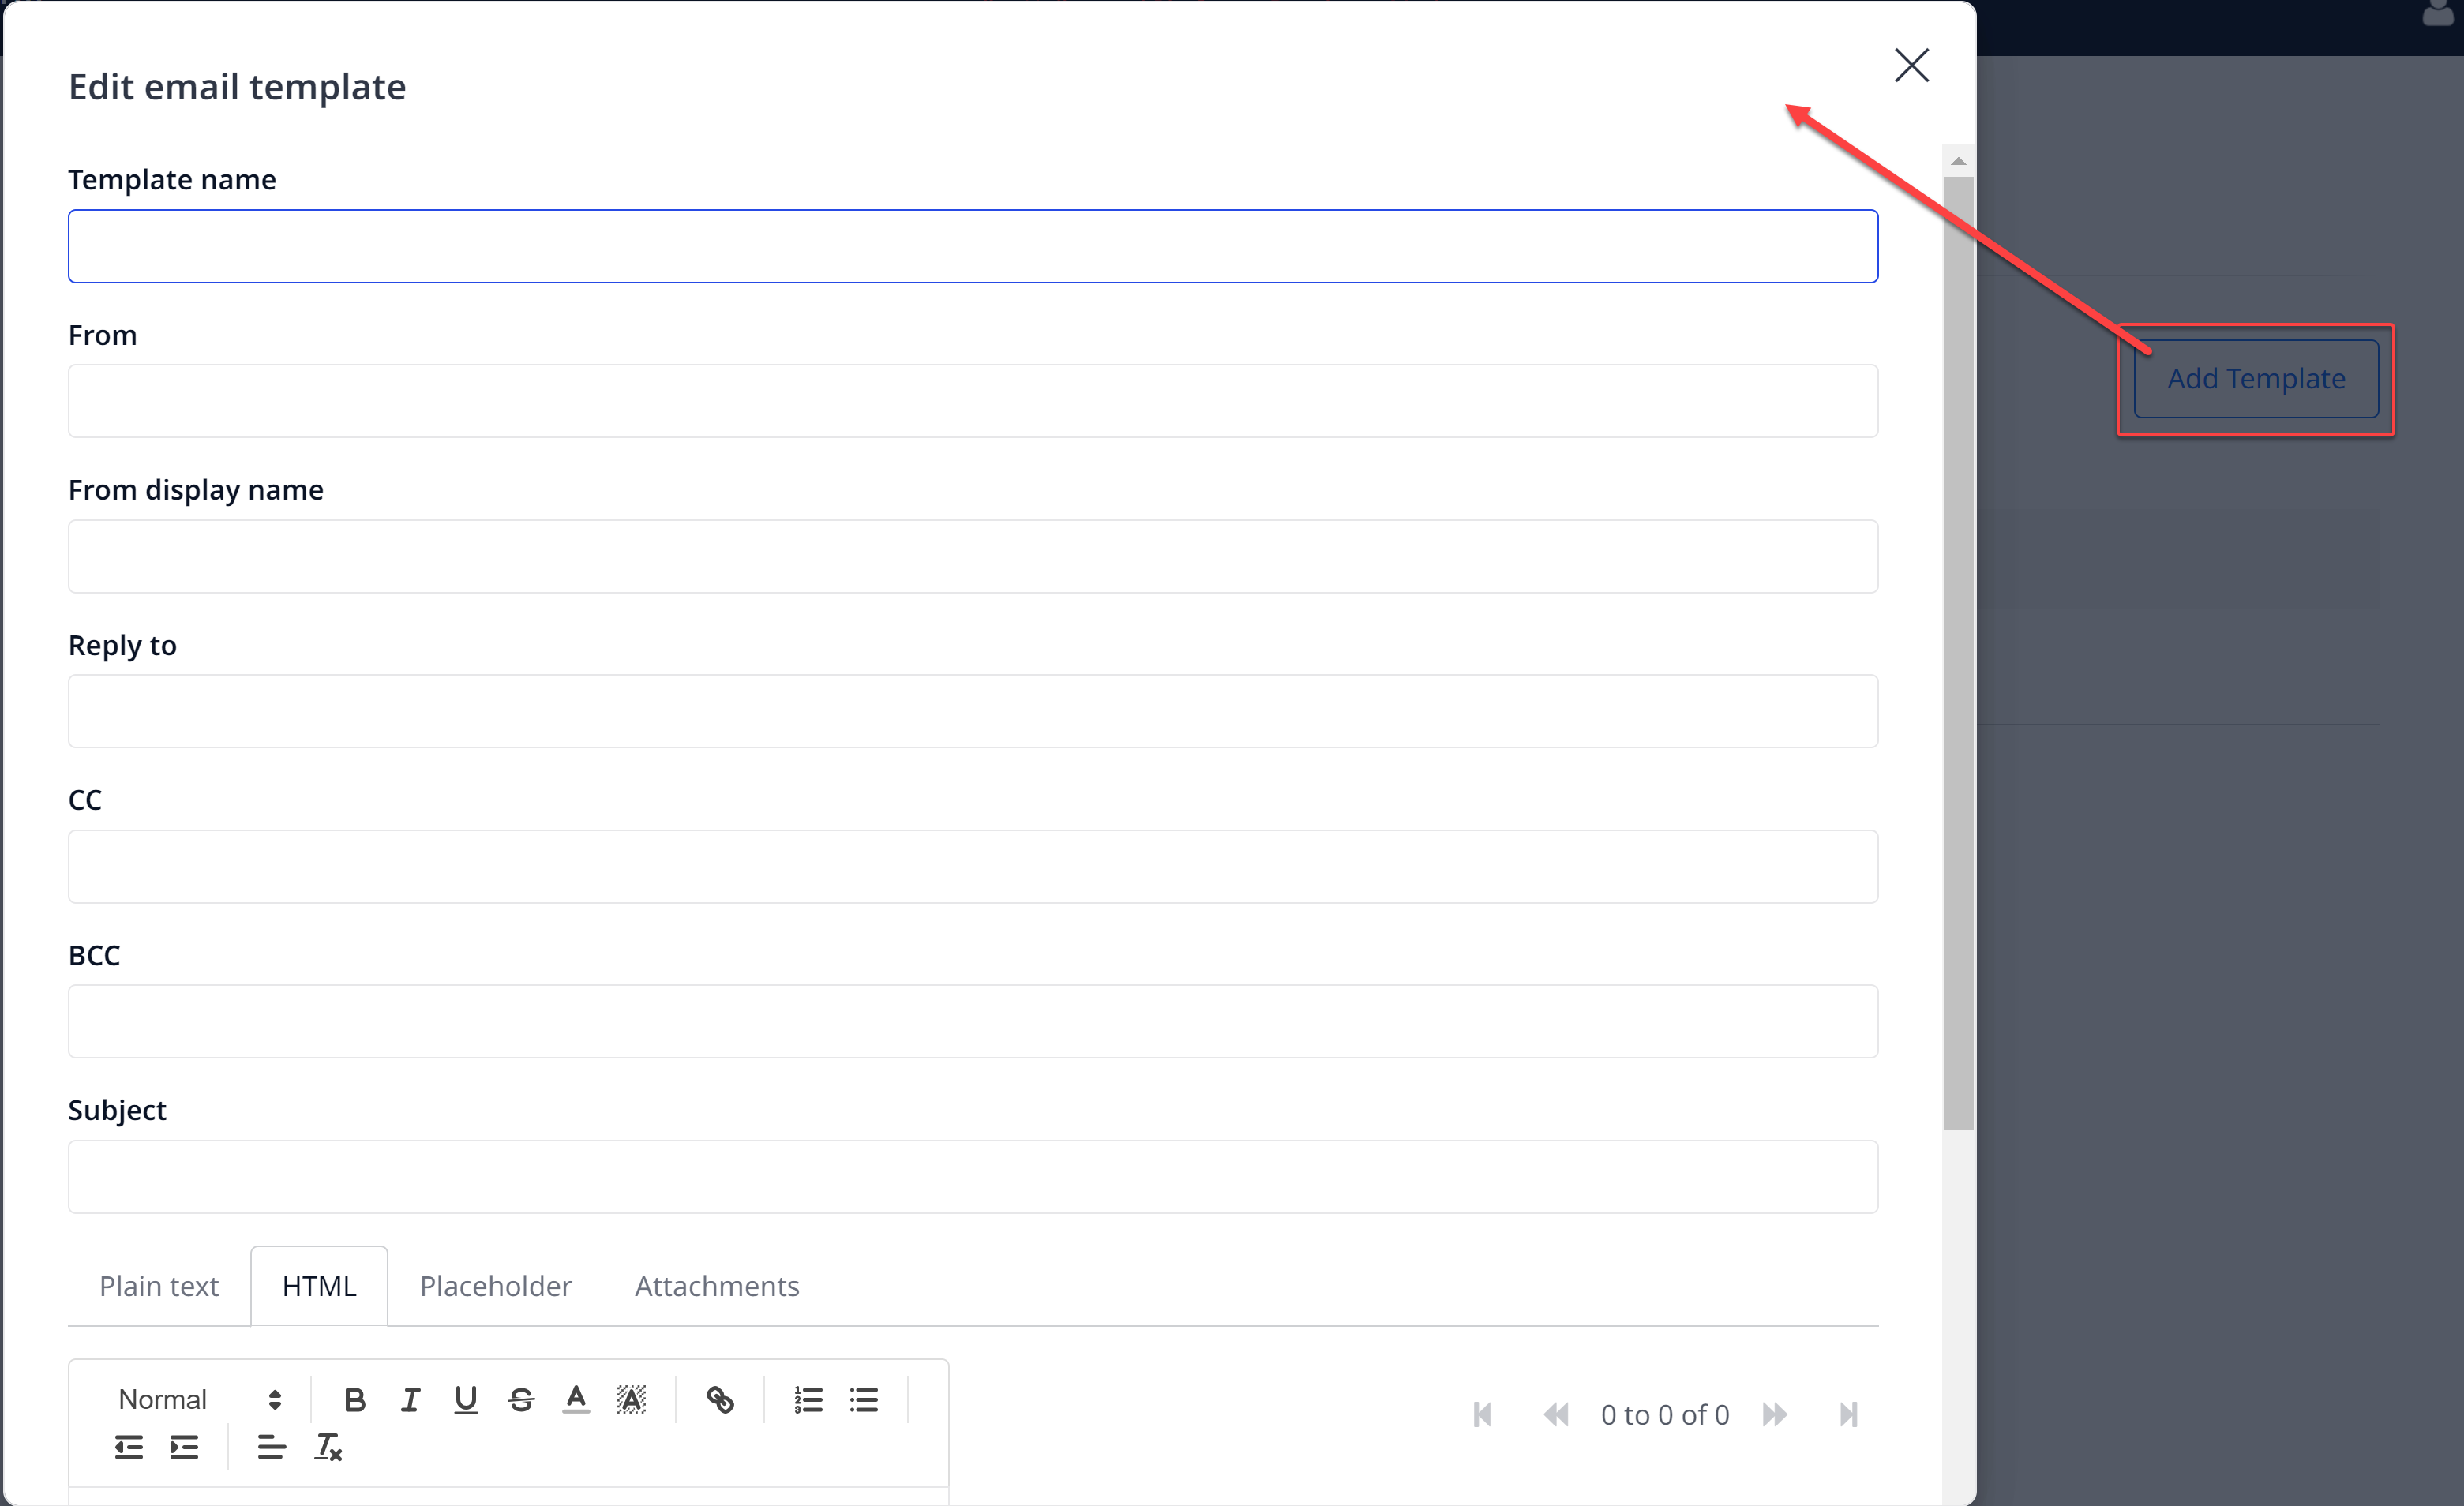 Edit email template
Template name
From
Add Template
From display name
Reply to
CC
BCC
Subject
Plain text HTML Placeholder Attachments
Normal
0 to 0 of 0